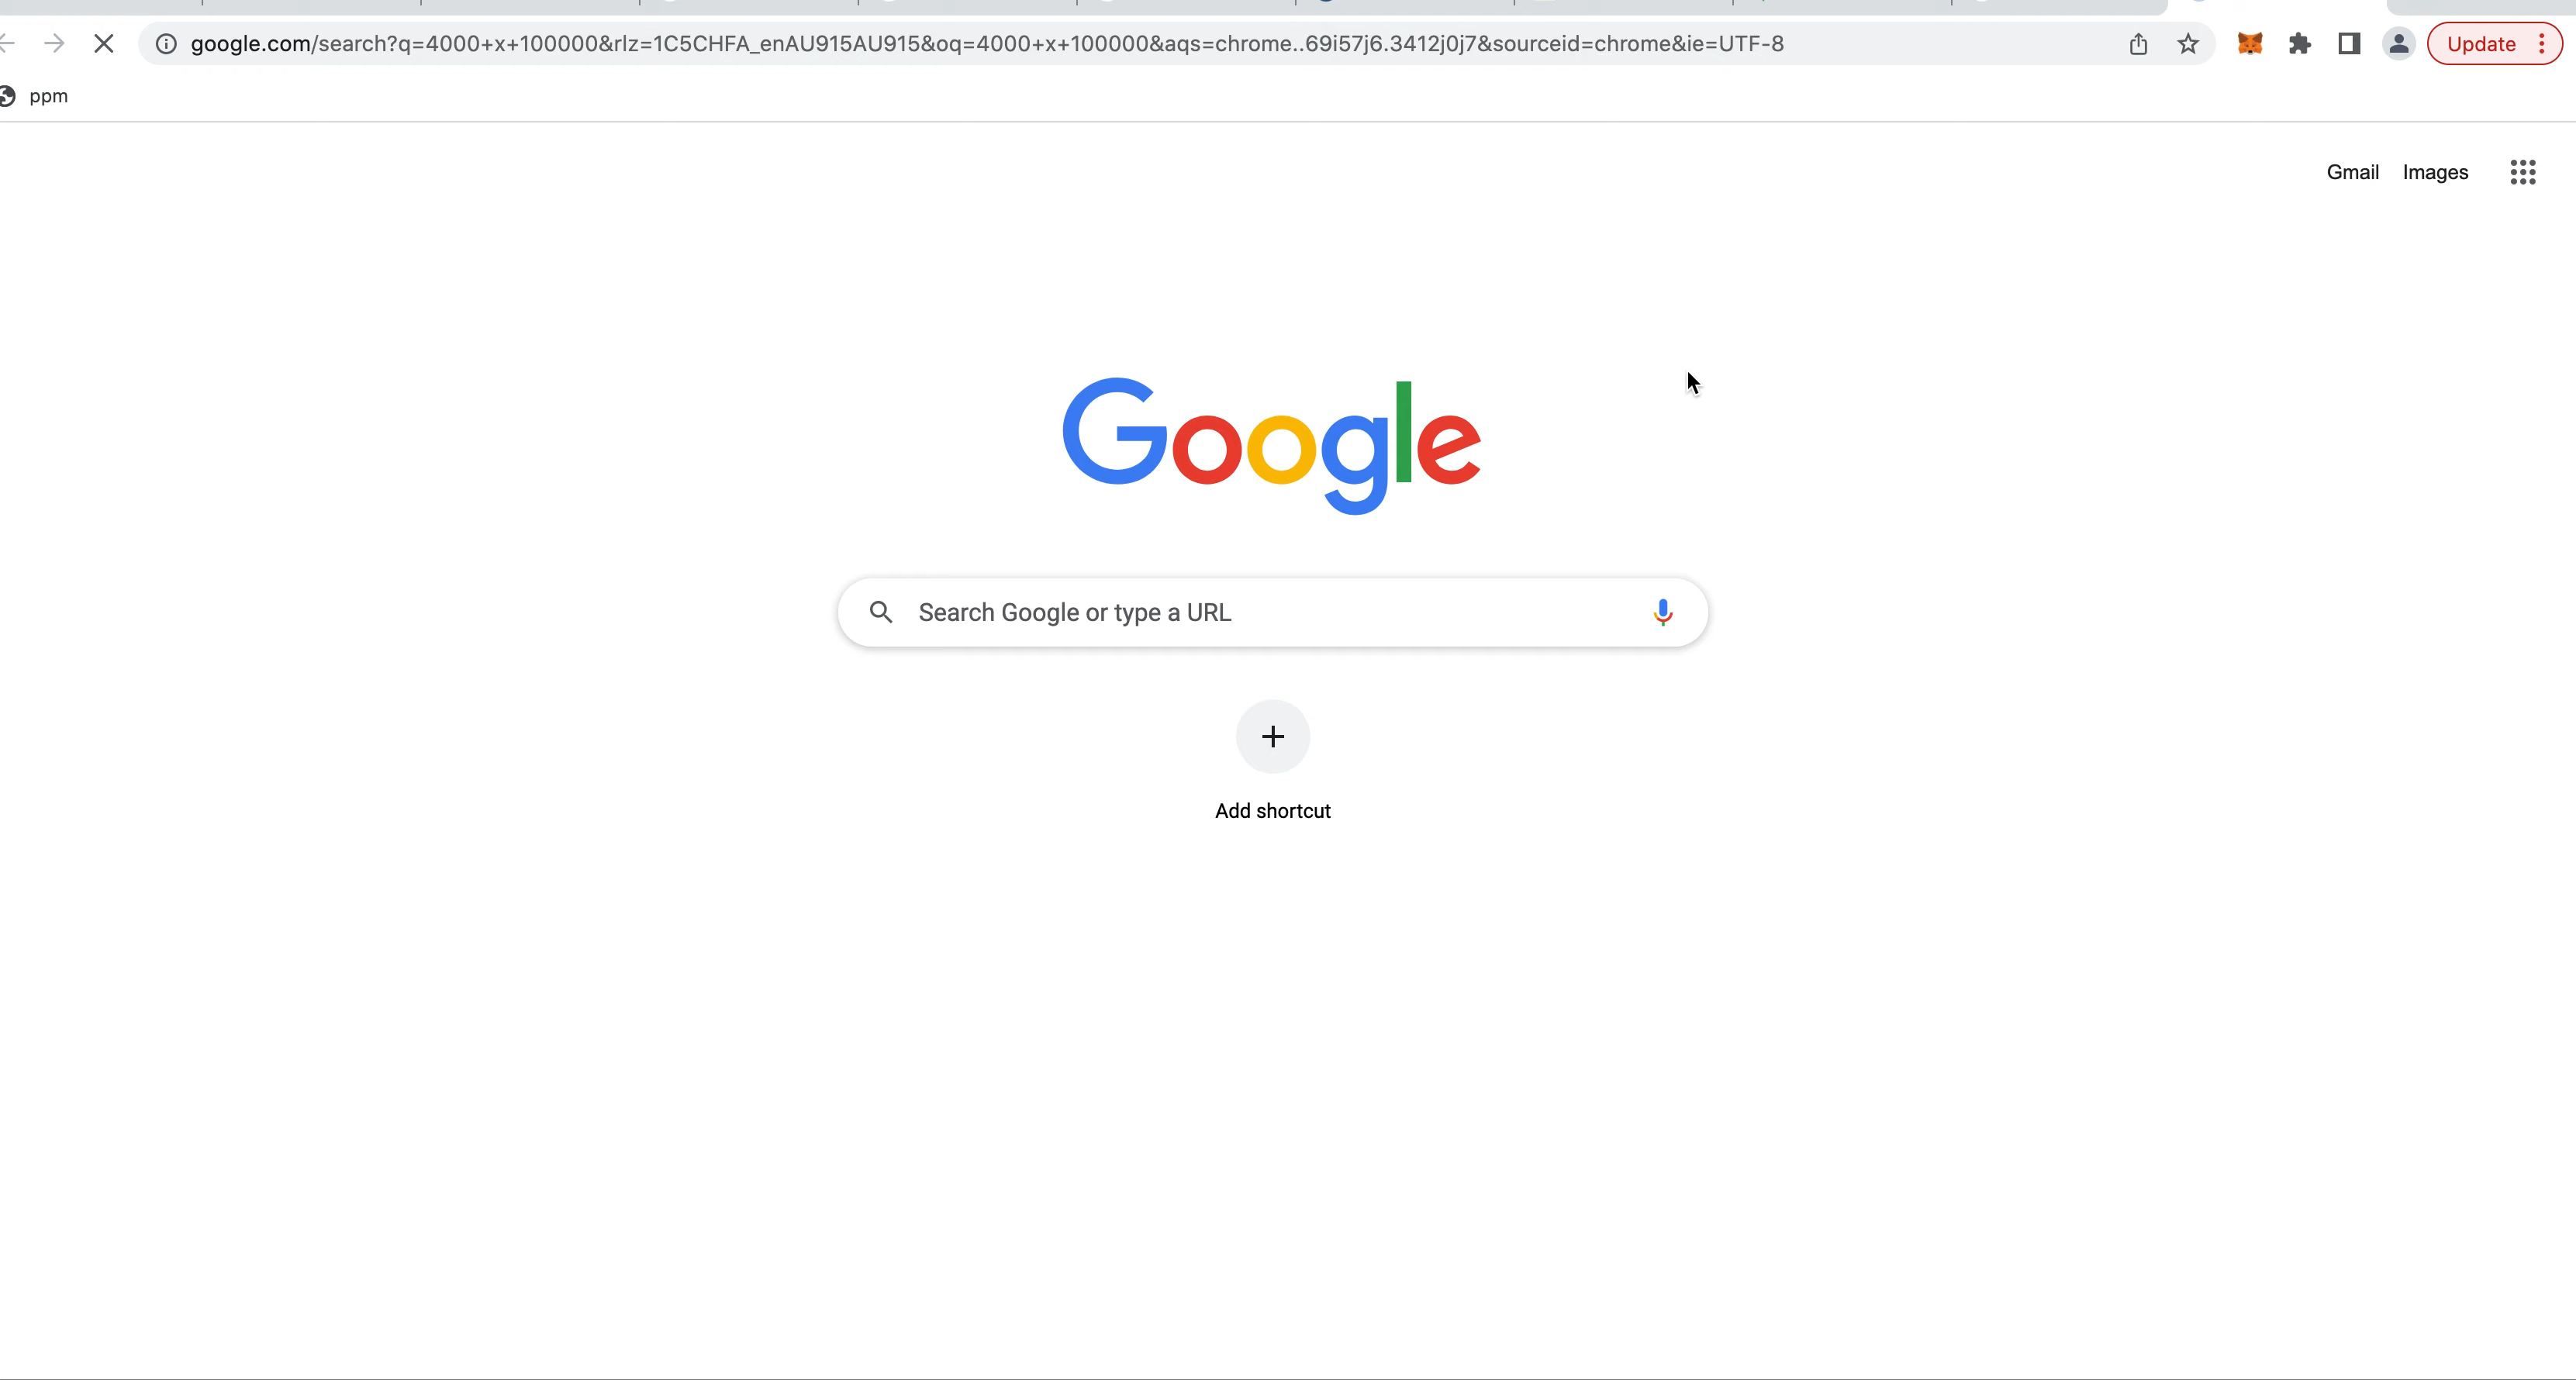 google.com/search?q=4000+x+100000&rlz=1C5CHFA_enAU915AU915&oq=4000+x+100000&aqs=chrome..69i57j6.3412j0j7&sourceid=chrome&ie=UTF-8
Update
ppm
Gmail Images
Google
Search Google or type a URL
Add shortcut